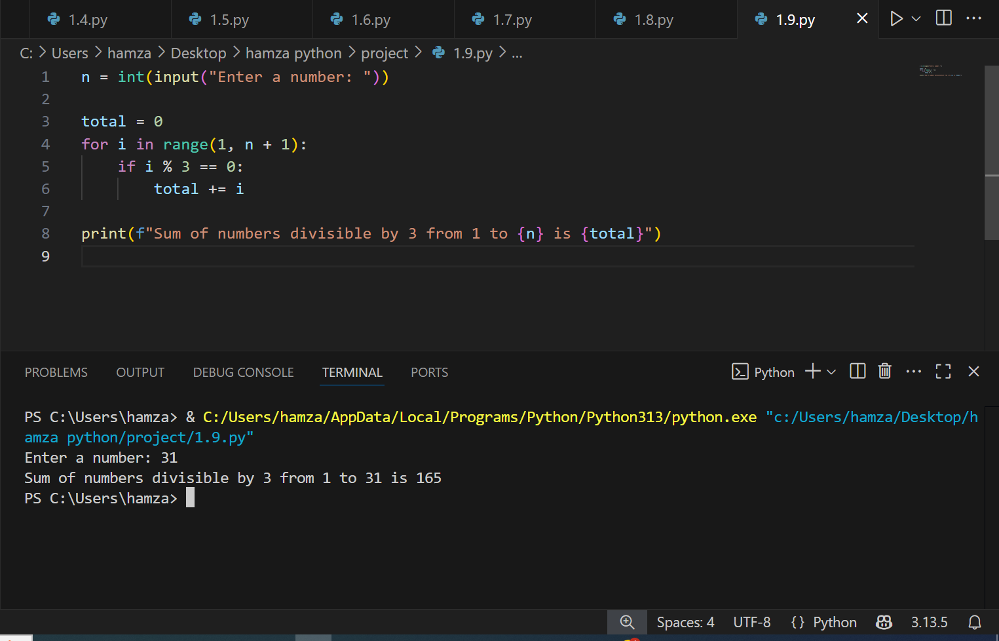 1.4.py 1.5.py 1.6.py 1.7.py 1.8.py 1.9.py
C: > Users > hamza > Desktop > hamza python > project > 1.9.py > ...
1 n = int(input("Enter a number: "))
2
3 total = 0
4 for i in range(1, n + 1):
5     if i % 3 == 0:
6         total += i
7
8 print(f"Sum of numbers divisible by 3 from 1 to {n} is {total}")
9
PROBLEMS OUTPUT DEBUG CONSOLE TERMINAL PORTS Python
PS C:\Users\hamza> & C:/Users/hamza/AppData/Local/Programs/Python/Python313/python.exe "c:/Users/hamza/Desktop/h
amza python/project/1.9.py"
Enter a number: 31
Sum of numbers divisible by 3 from 1 to 31 is 165
PS C:\Users\hamza>
Spaces: 4 UTF-8 {} Python 3.13.5